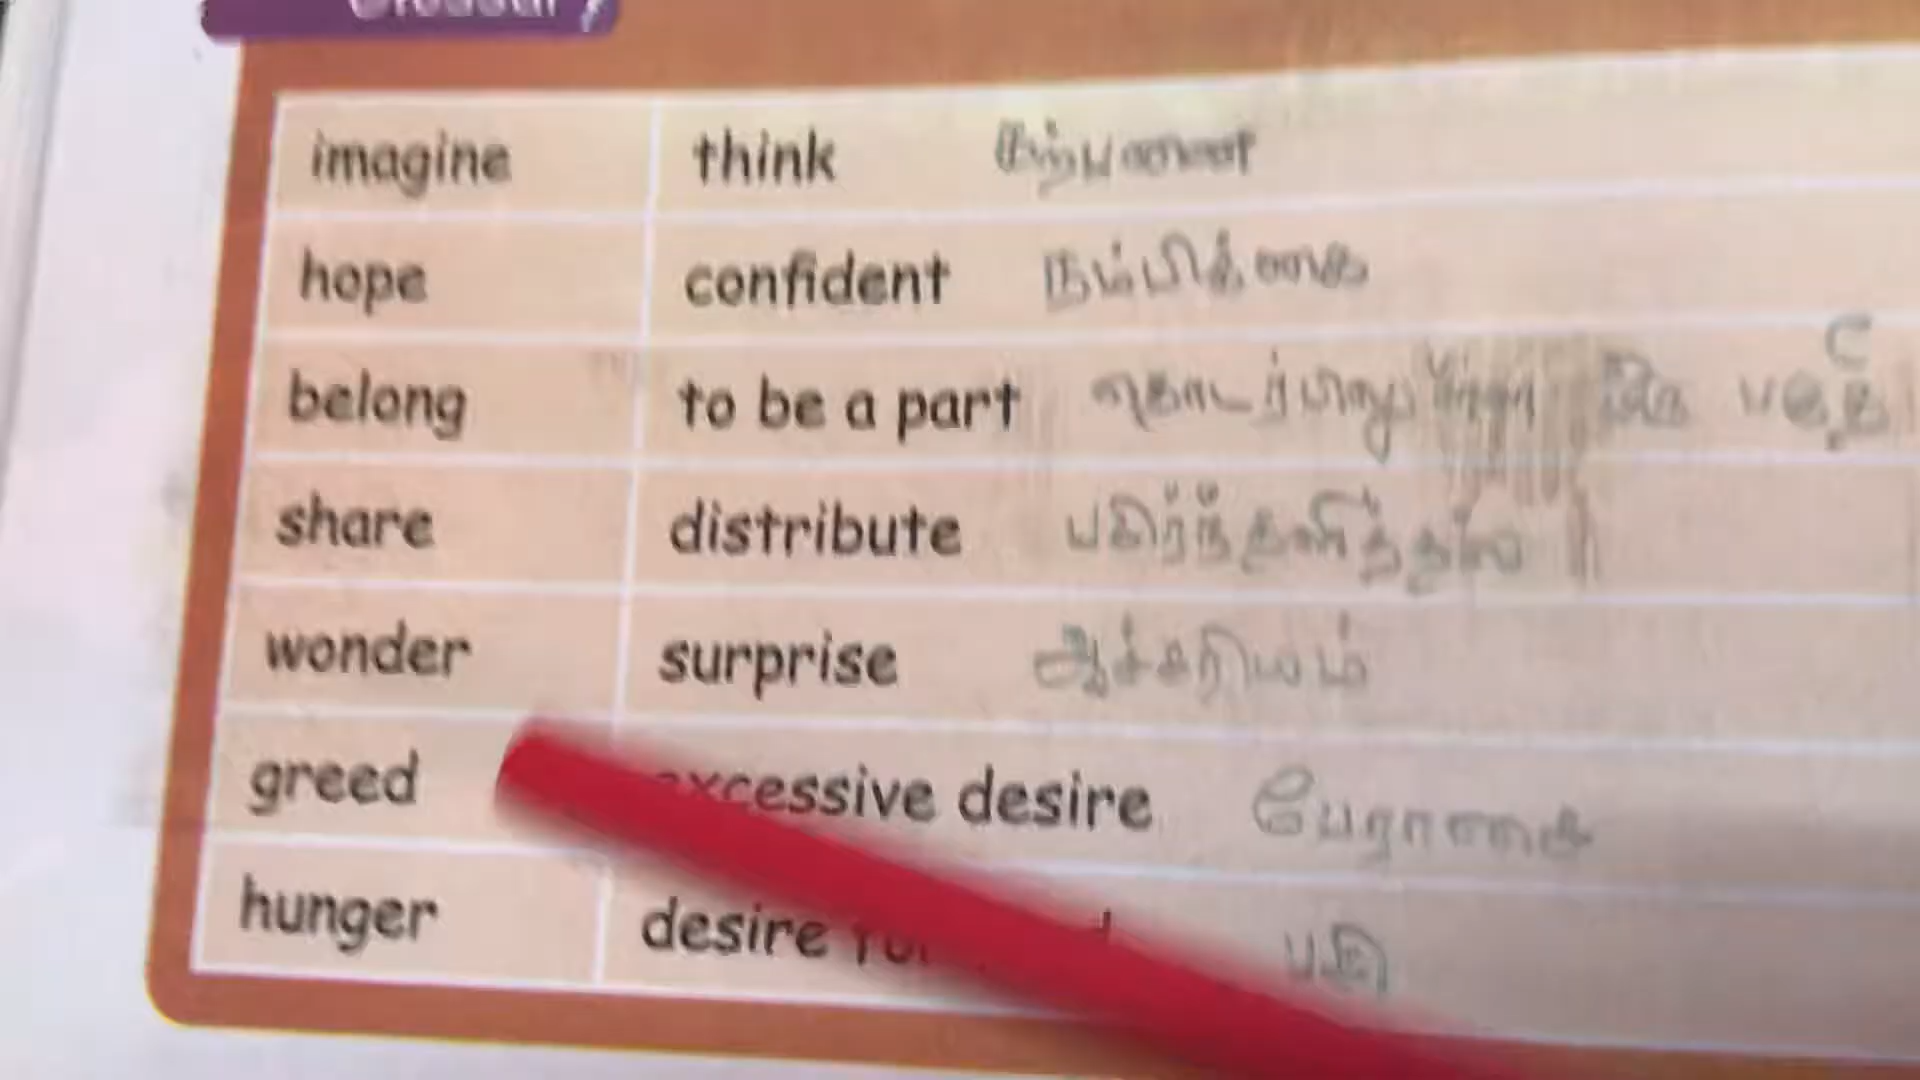 Glossary
imagine think கற்பனை
hope confident நம்பிக்கை
belong to be a part
share distribute பகிர்ந்தளித்தல்
wonder surprise ஆச்சரியம்
greed excessive desire பேராசை
hunger desire பசி